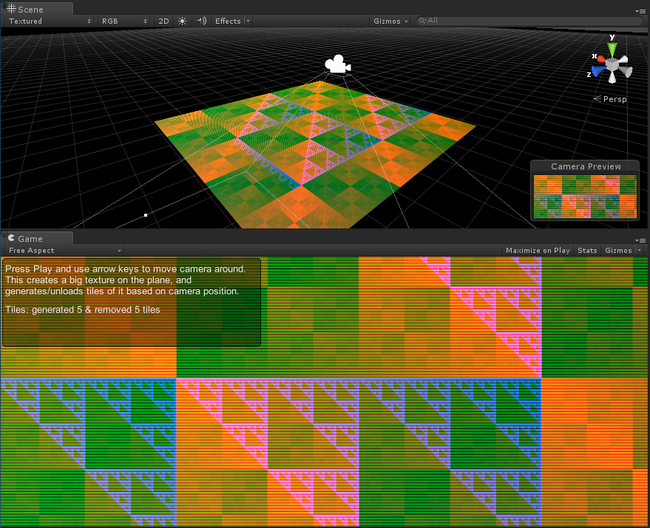 Scene
Textured RGB 2D Effects Gizmos All
y
x
z
Persp
Camera Preview
Game
Free Aspect Maximize on Play Stats Gizmos
Press Play and use arrow keys to move camera around.
This creates a big texture on the plane, and
generates/unloads tiles of it based on camera position.
Tiles: generated 5 & removed 5 tiles